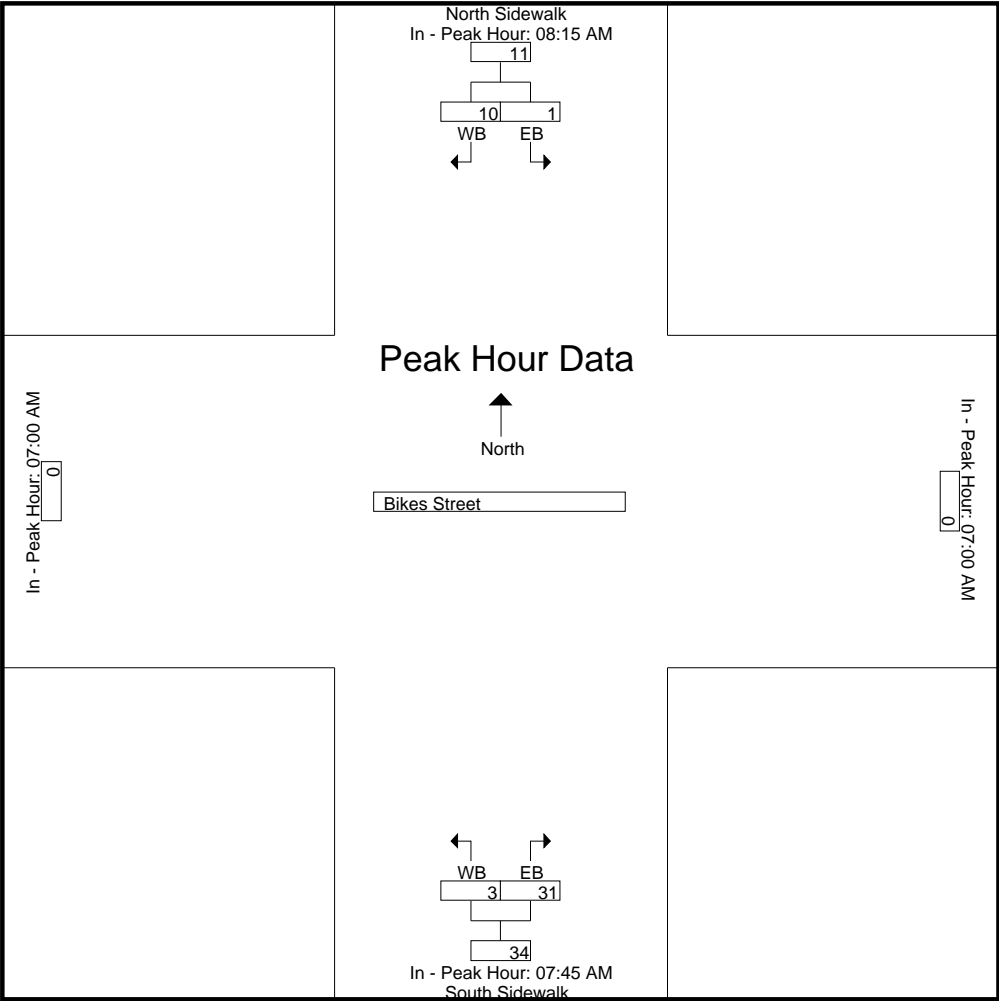 North Sidewalk
In - Peak Hour: 08:15 AM
11
10 1
WB EB
Peak Hour Data
North
Bikes Street
In - Peak Hour: 07:00 AM
0
In - Peak Hour: 07:00 AM
0
WB EB
3 31
34
In - Peak Hour: 07:45 AM
South Sidewalk